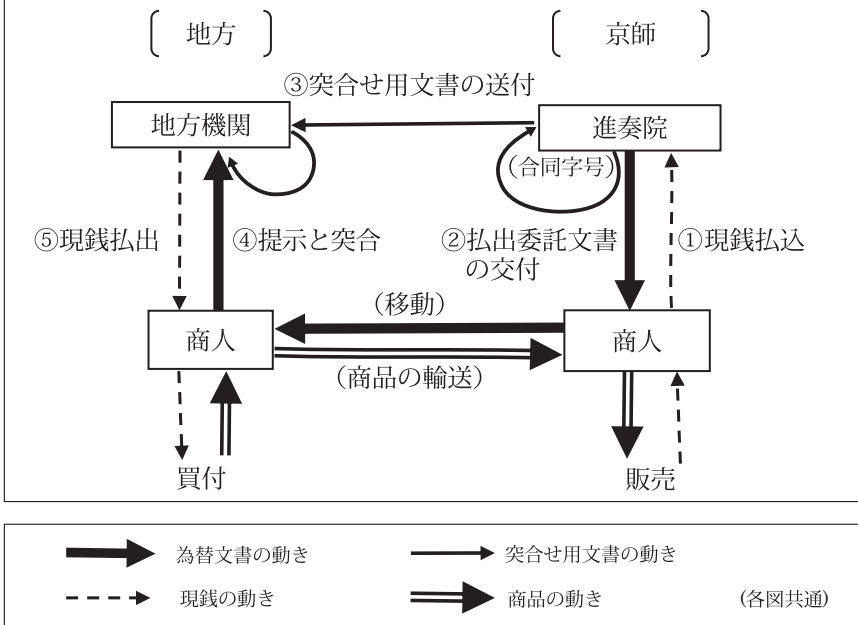 地方
京師
③突合せ用文書の送付
地方機関
進奏院
(合同字号)
⑤現銭払出
④提示と突合
②払出委託文書
の交付
①現銭払込
(移動)
商人
商人
(商品の輸送)
買付
販売
為替文書の動き
突合せ用文書の動き
現銭の動き
商品の動き
(各図共通)